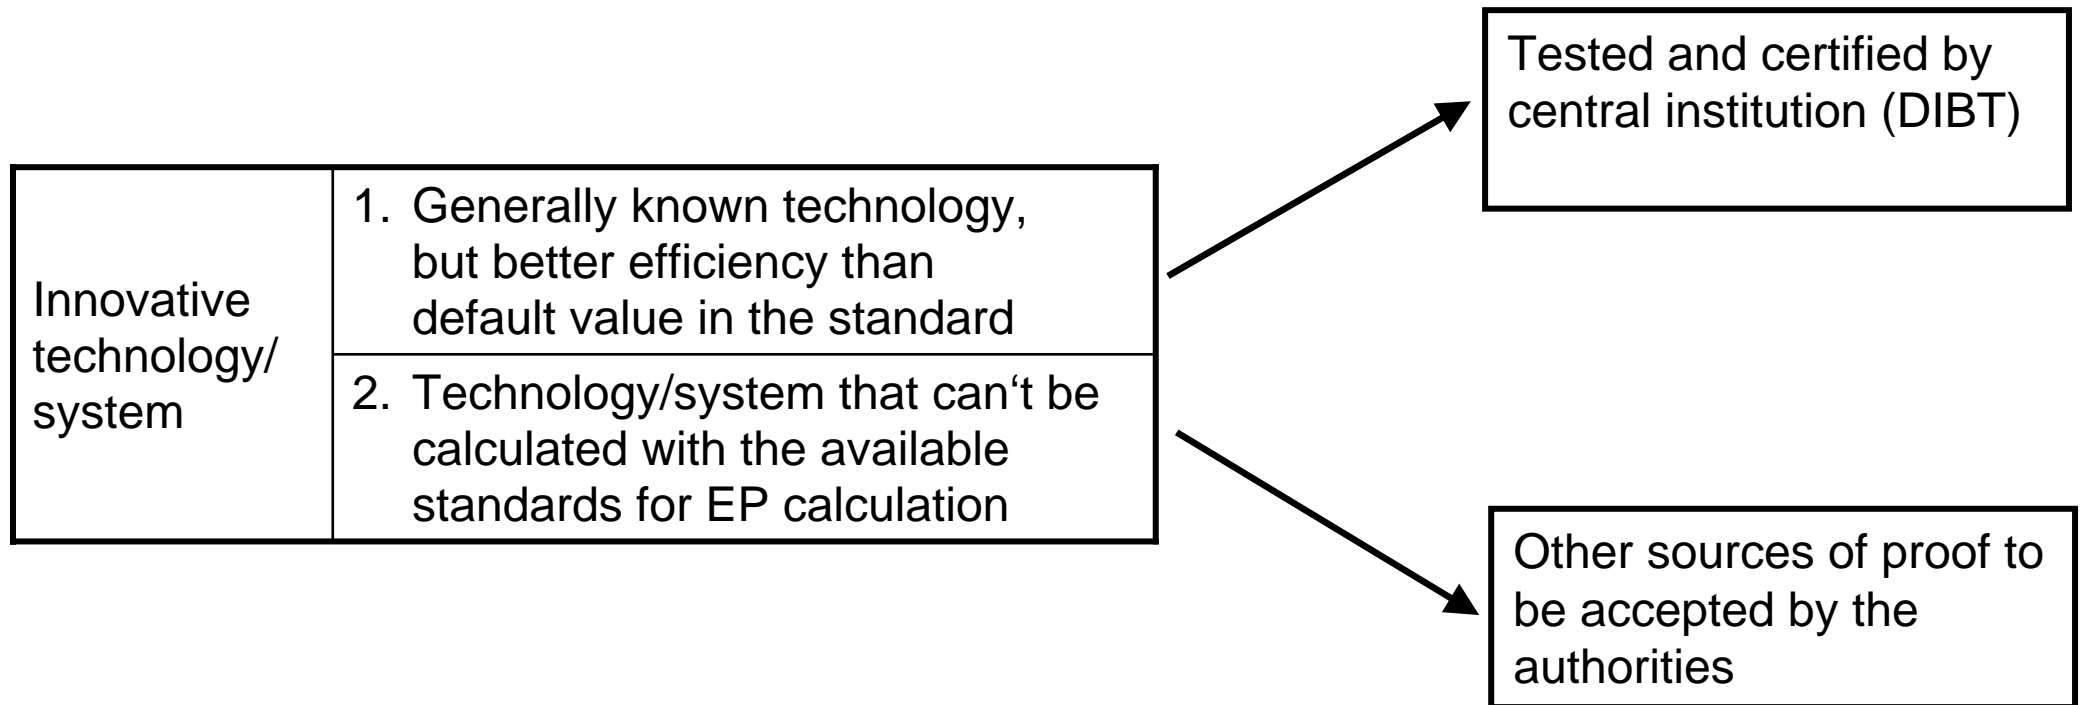 Innovative
technology/
system
1. Generally known technology,
but better efficiency than
default value in the standard
2. Technology/system that can‘t be
calculated with the available
standards for EP calculation
Tested and certified by
central institution (DIBT)
Other sources of proof to
be accepted by the
authorities